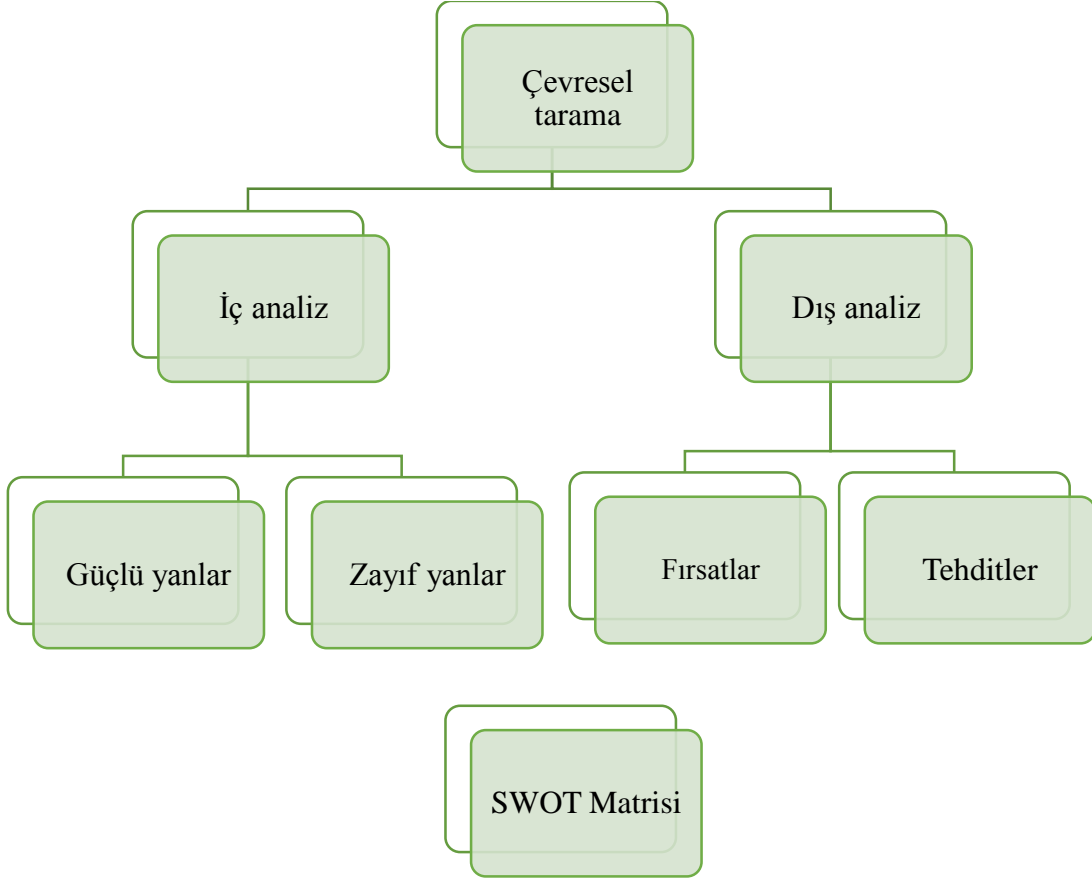 Çevresel
tarama
İç analiz
Dış analiz
Güçlü yanlar
Zayıf yanlar
Fırsatlar
Tehditler
SWOT Matrisi